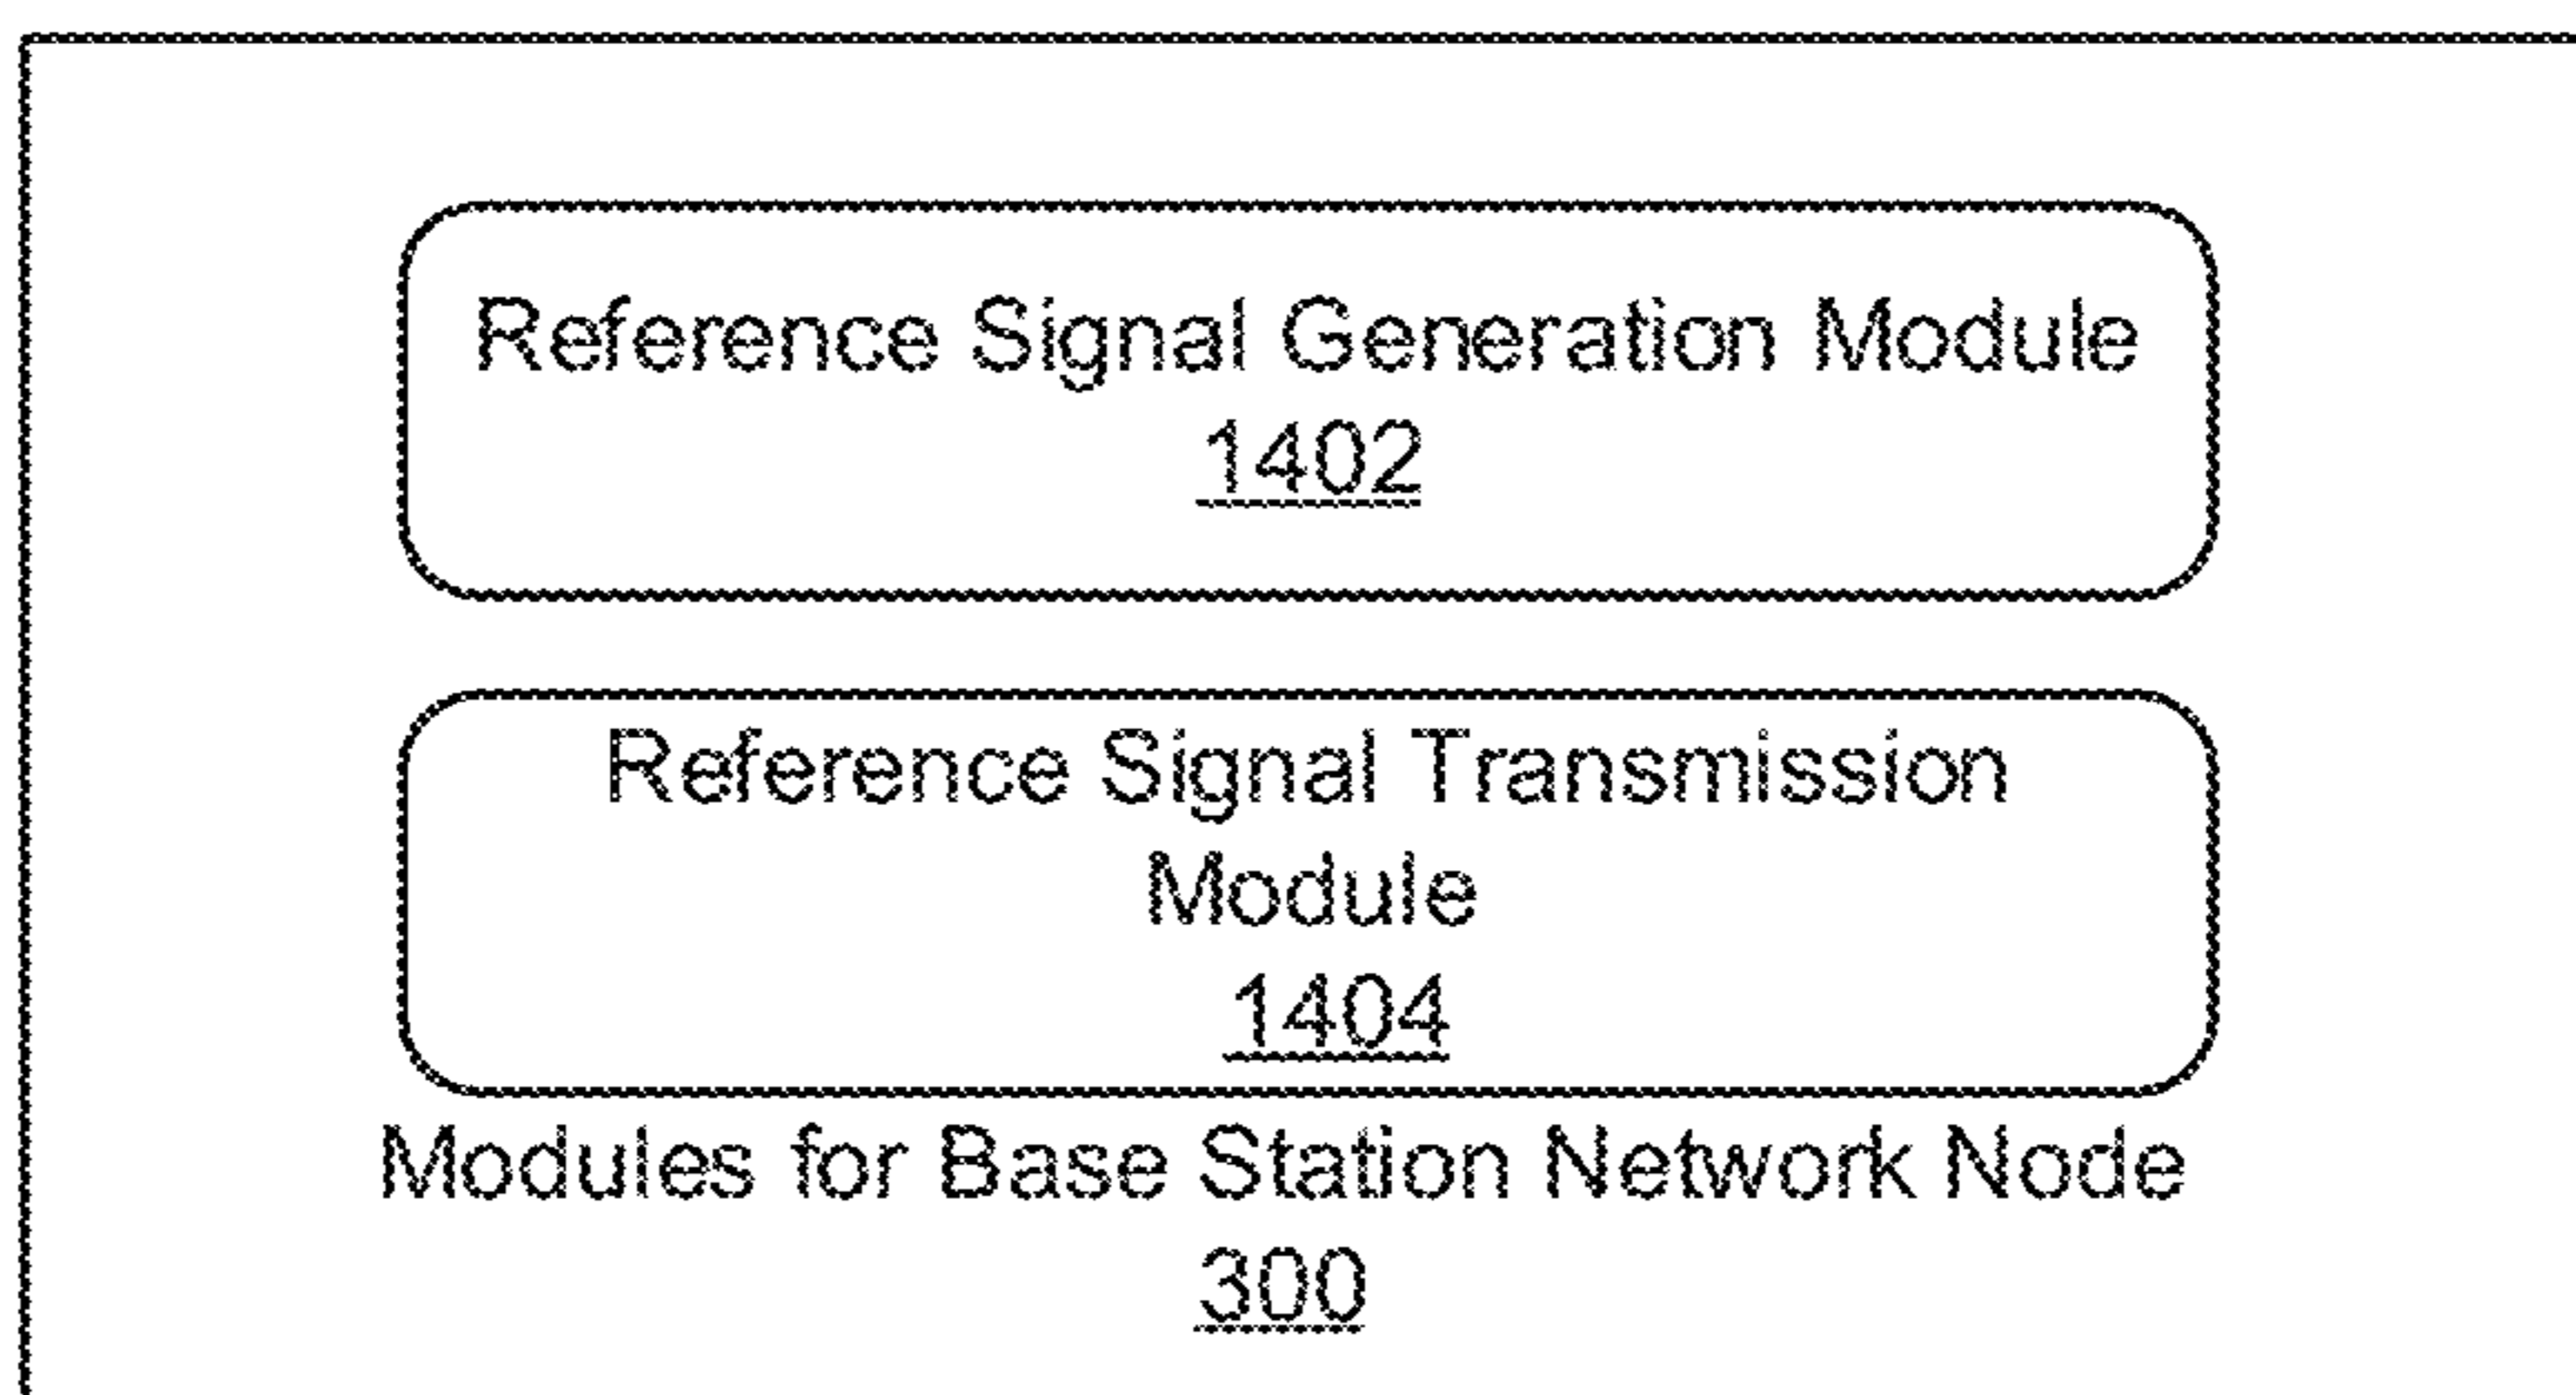 Reference Signal Generation Module
1402
Reference Signal Transmission
Module
1404
Modules for Base Station Network Node
300